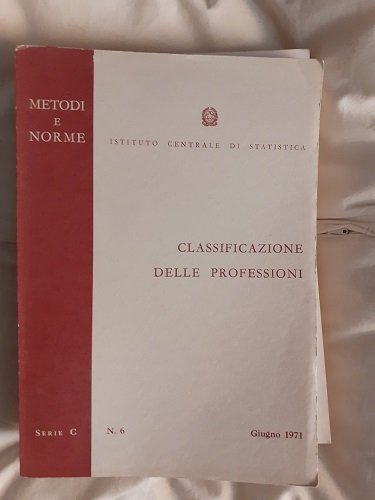 METODI
E
NORME
ISTITUTO CENTRALE DI STATISTICA
CLASSIFICAZIONE
DELLE PROFESSIONI
SERIE C N. 6 Giugno 1971